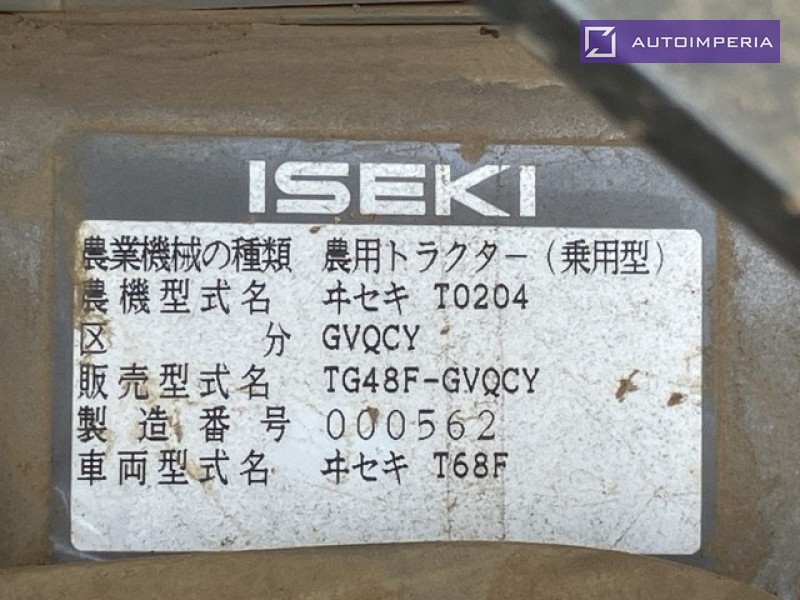 AUTOIMPERIA
ISEKI
農業機械の種類 農用トラクター（乗用型）
農機型式名 ヰセキ T0204
区分 GVQCY
販売型式名 TG48F-GVQCY
製造番号 000562
車両型式名 ヰセキ T68F